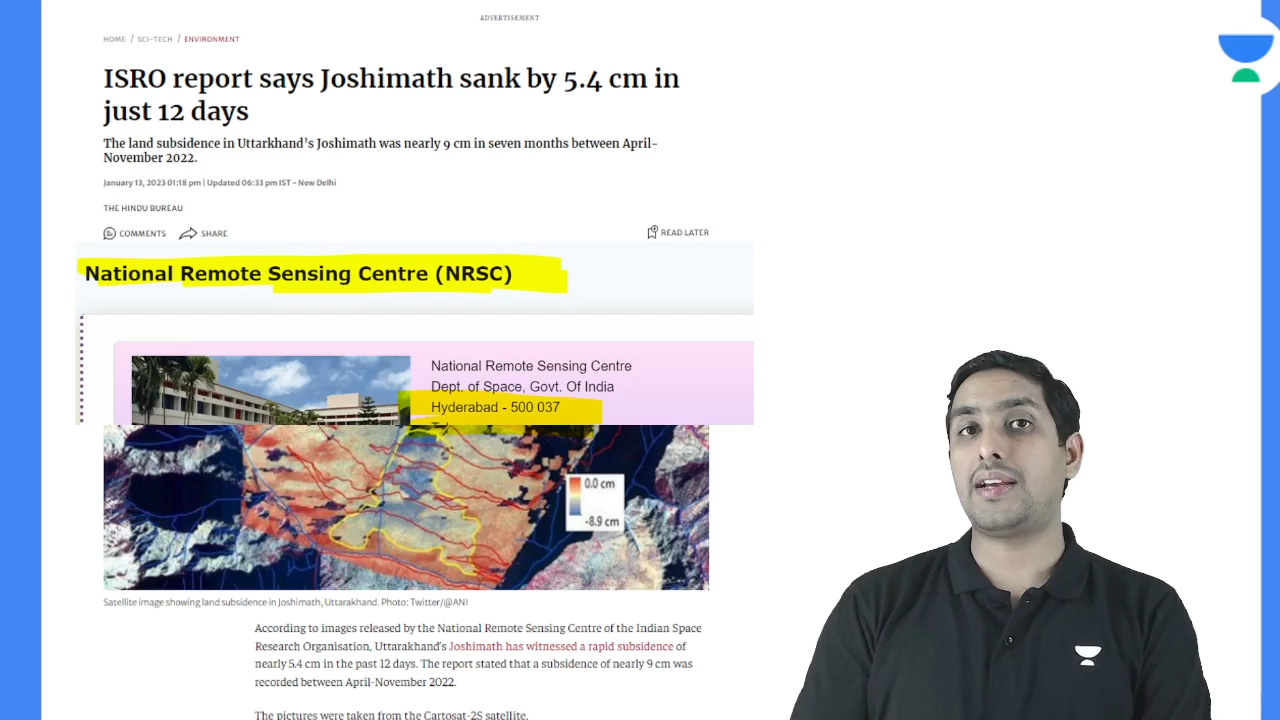 ADVERTISEMENT
HOME / SCI-TECH / ENVIRONMENT
ISRO report says Joshimath sank by 5.4 cm in
just 12 days
The land subsidence in Uttarkhand's Joshimath was nearly 9 cm in seven months between April-
November 2022.
January 13, 2023 01:18 pm | Updated 06:33 pm IST - New Delhi
THE HINDU BUREAU
COMMENTS SHARE READ LATER
National Remote Sensing Centre (NRSC)
National Remote Sensing Centre
Dept. of Space, Govt. Of India
Hyderabad - 500 037
0.0 cm
-8.9 cm
Satellite image showing land subsidence in Joshimath, Uttarakhand. Photo: Twitter/@ANI
According to images released by the National Remote Sensing Centre of the Indian Space
Research Organisation, Uttarakhand's Joshimath has witnessed a rapid subsidence of
nearly 5.4 cm in the past 12 days. The report stated that a subsidence of nearly 9 cm was
recorded between April-November 2022.
The pictures were taken from the Cartosat-2S satellite.